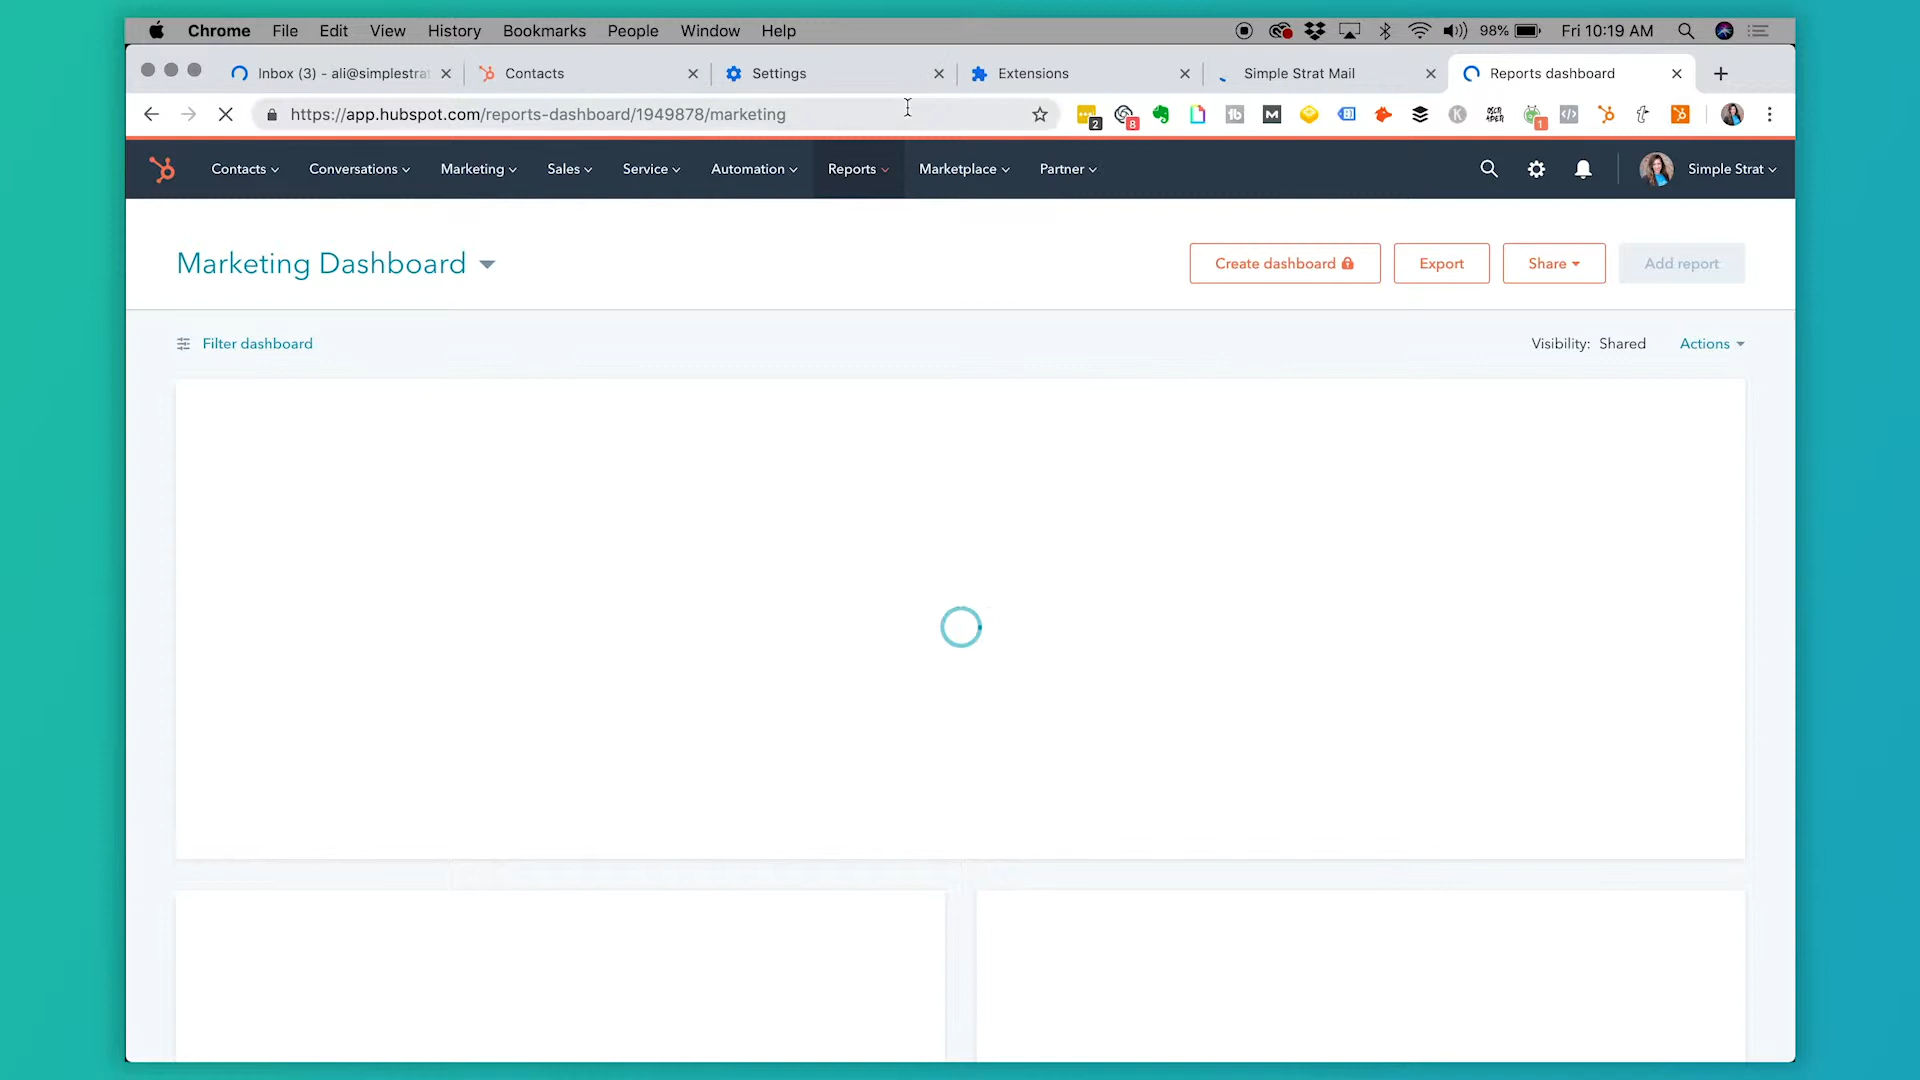 Chrome File Edit View History Bookmarks People Window Help 98% Fri 10:19 AM
Inbox (3) - ali@simplestrat Contacts Settings Extensions Simple Strat Mail Reports dashboard
https://app.hubspot.com/reports-dashboard/1949878/marketing 2 8 1
Contacts Conversations Marketing Sales Service Automation Reports Marketplace Partner Simple Strat
Marketing Dashboard Create dashboard Export Share Add report
Filter dashboard Visibility: Shared Actions